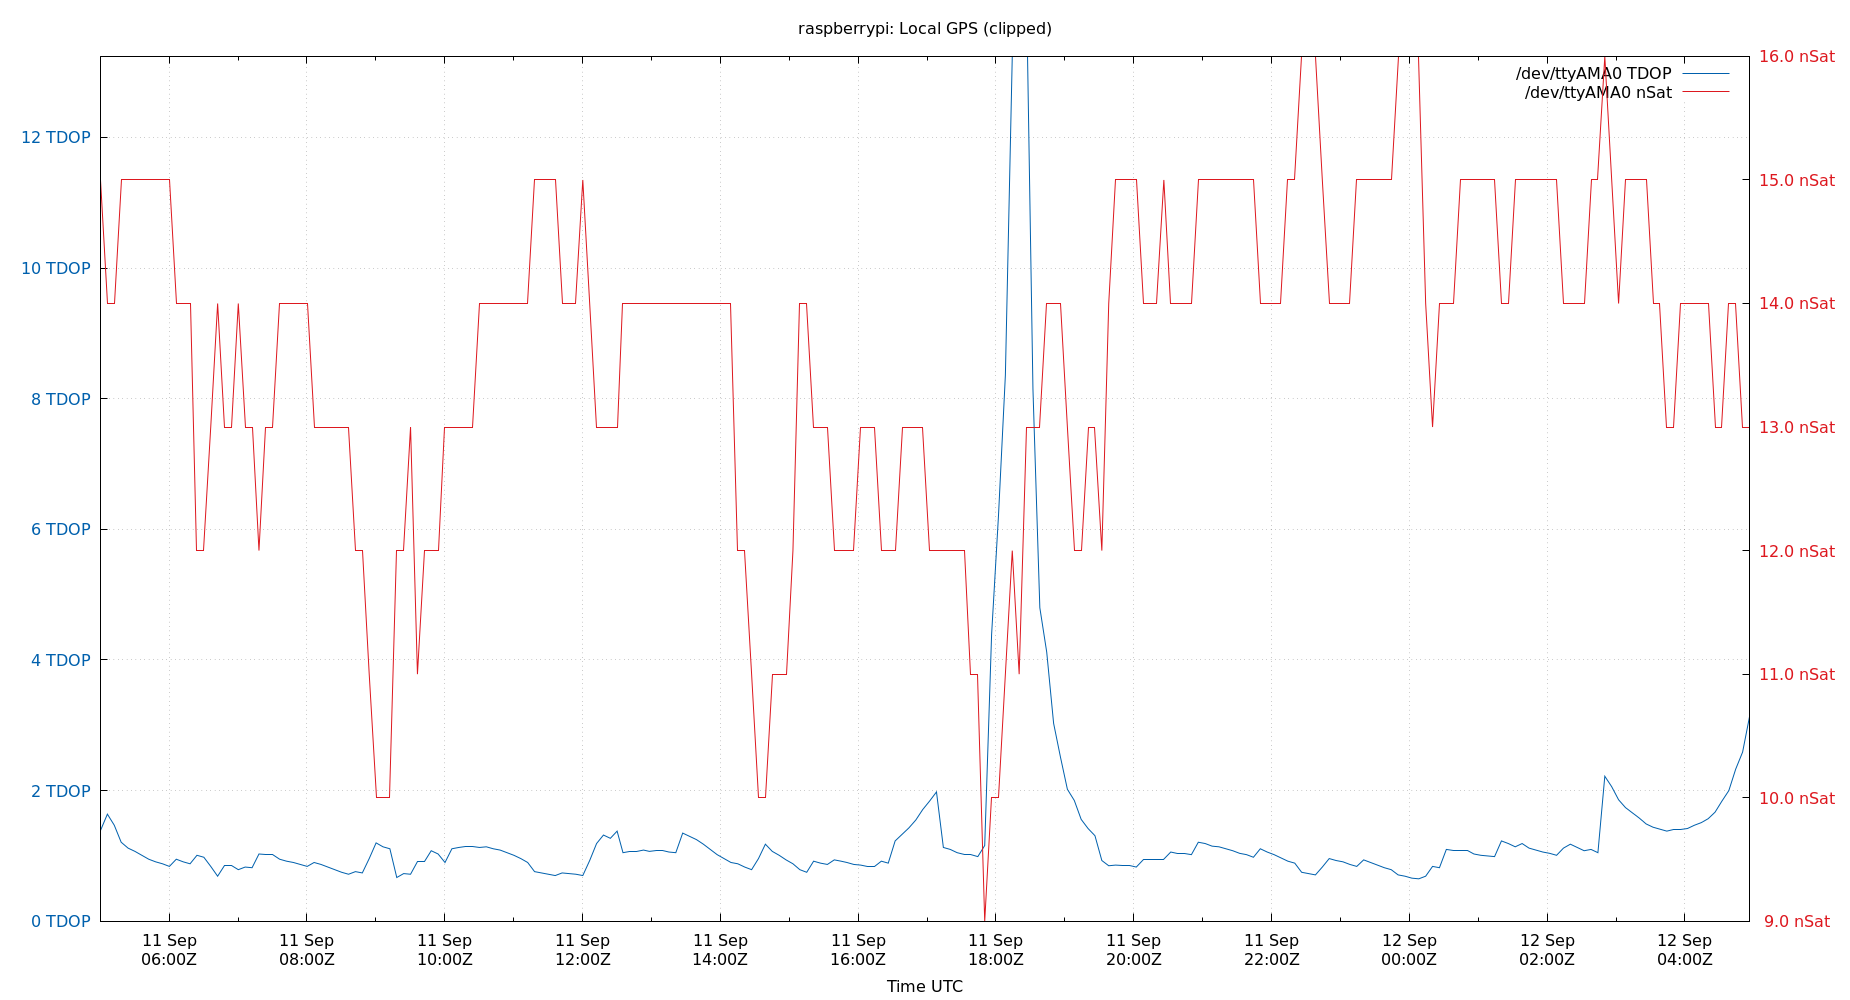 raspberrypi: Local GPS (clipped)
16.0 nSat
/dev/ttyAMA0 TDOP
/dev/ttyAMA0 nSat
12 TDOP
15.0 nSat
10 TDOP
14.0 nSat
8 TDOP
13.0 nSat
6 TDOP
12.0 nSat
4 TDOP
11.0 nSat
2 TDOP
10.0 nSat
0 TDOP
9.0 nSat
11 Sep 11 Sep 11 Sep 11 Sep 11 Sep 11 Sep 11 Sep 11 Sep 11 Sep 12 Sep 12 Sep 12 Sep
06:00Z 08:00Z 10:00Z 12:00Z 14:00Z 16:00Z 18:00Z 20:00Z 22:00Z 00:00Z 02:00Z 04:00Z
Time UTC